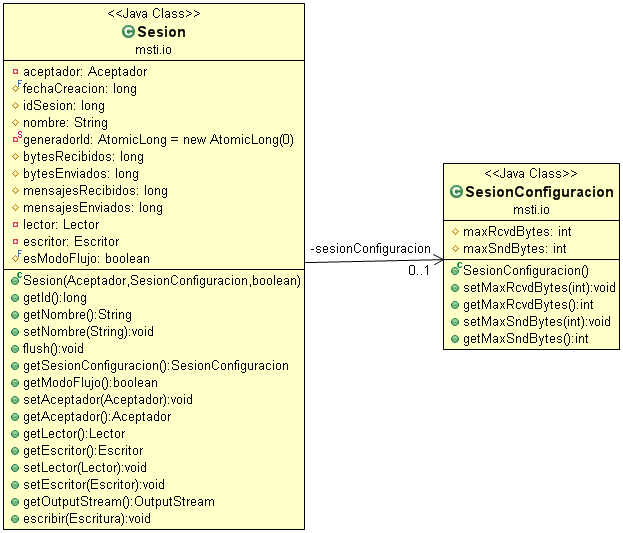 <<Java Class>>
Sesion
msti.io
aceptador: Aceptador
fechaCreacion: long
idSesion: long
nombre: String
generadorId: AtomicLong = new AtomicLong(0)
bytesRecibidos: long
bytesEnviados: long
mensajesRecibidos: long
mensajesEnviados: long
lector: Lector
escritor: Escritor
esModoFlujo: boolean
Sesion(Aceptador,SesionConfiguracion,boolean)
getId():long
getNombre():String
setNombre(String):void
flush():void
getSesionConfiguracion():SesionConfiguracion
getModoFlujo():boolean
setAceptador(Aceptador):void
getAceptador():Aceptador
getLector():Lector
getEscritor():Escritor
setLector(Lector):void
setEscritor(Escritor):void
getOutputStream():OutputStream
escribir(Escritura):void
-sesionConfiguracion
0..1
<<Java Class>>
SesionConfiguracion
msti.io
maxRcvdBytes: int
maxSndBytes: int
SesionConfiguracion()
setMaxRcvdBytes(int):void
getMaxRcvdBytes():int
setMaxSndBytes(int):void
getMaxSndBytes():int